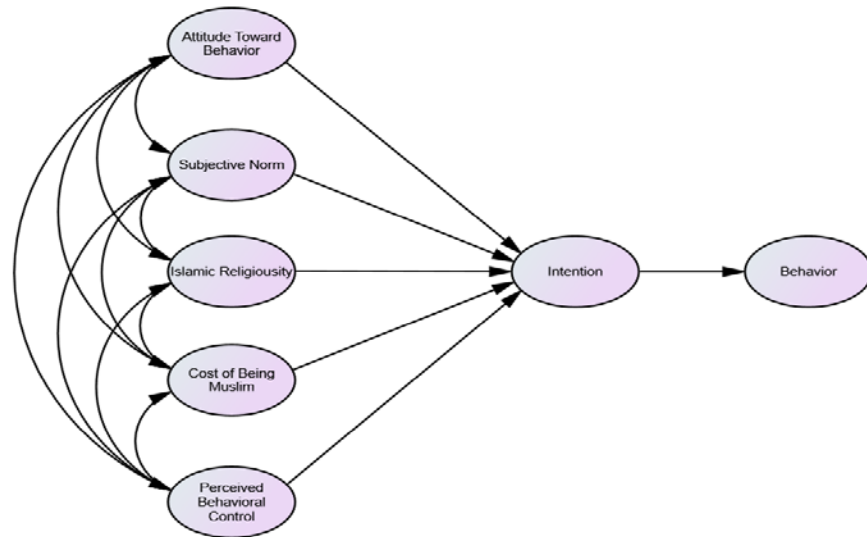 Attitude Toward
Behavior
Subjective Norm
Islamic Religiousity
Intention
Behavior
Cost of Being
Muslim
Perceived
Behavioral
Control